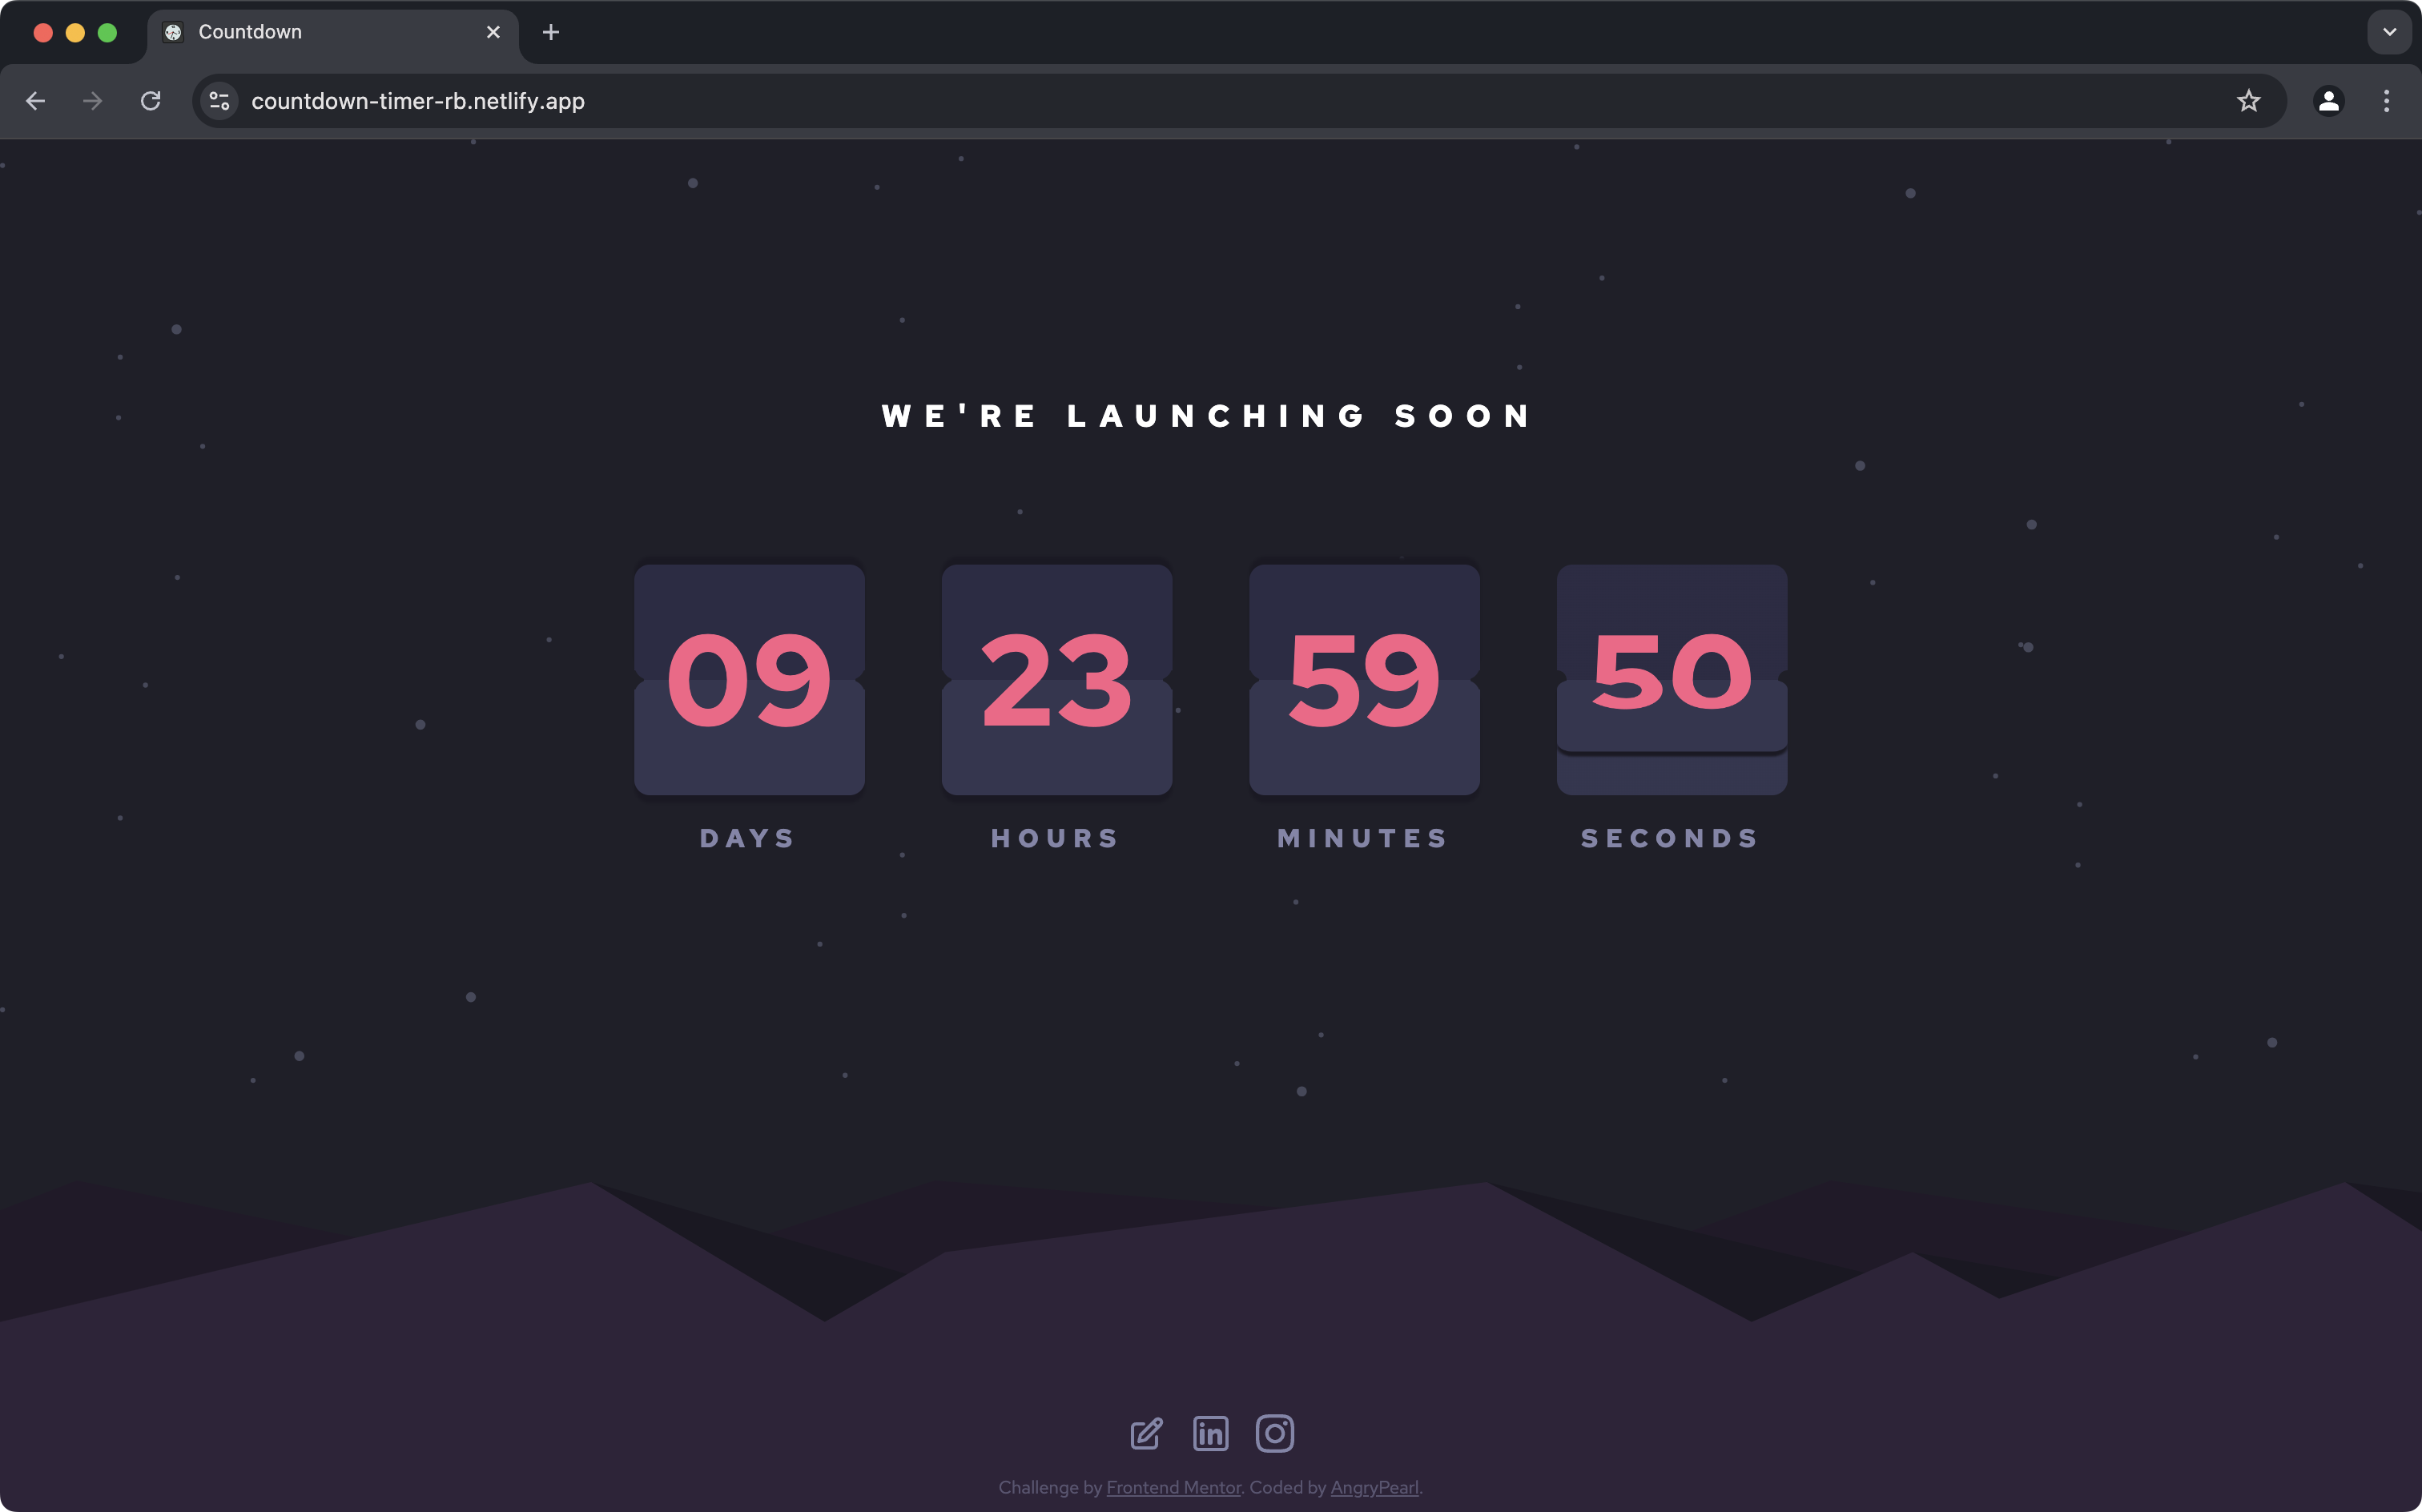 Countdown
countdown-timer-rb.netlify.app
WE'RE LAUNCHING SOON
09 23 59 50
DAYS HOURS MINUTES SECONDS
in
Challenge by Frontend Mentor. Coded by AngryPearl.